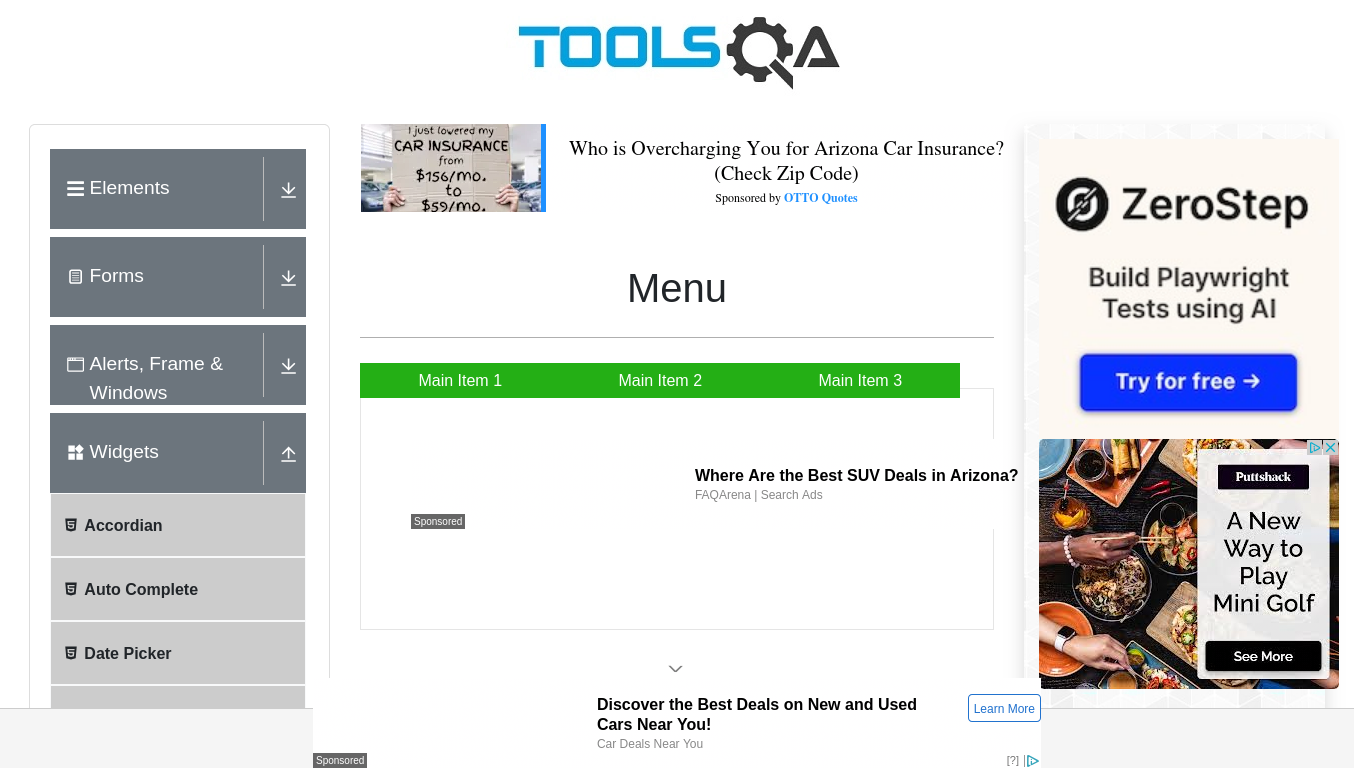 TOOLSQA
Elements
Forms
Alerts, Frame &
Windows
Widgets
Accordian
Auto Complete
Date Picker
I just lowered my
CAR INSURANCE
from
$156/mo.
to
$59/mo.
Who is Overcharging You for Arizona Car Insurance?
(Check Zip Code)
Sponsored by OTTO Quotes
Menu
Main Item 1
Main Item 2
Main Item 3
Where Are the Best SUV Deals in Arizona?
FAQArena | Search Ads
Sponsored
Discover the Best Deals on New and Used
Cars Near You!
Car Deals Near You
Learn More
Sponsored
[?]
ZeroStep
Build Playwright
Tests using AI
Try for free →
Puttshack
A New
Way to
Play
Mini Golf
See More